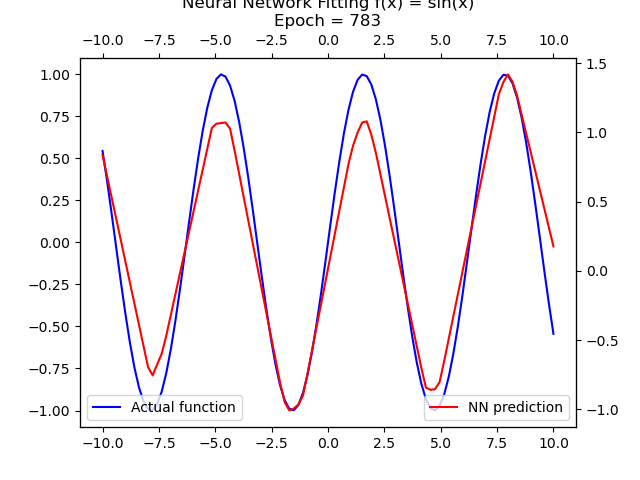 Neural Network Fitting f(x) = sin(x)
Epoch = 783
−10.0 −7.5 −5.0 −2.5 0.0 2.5 5.0 7.5 10.0
1.00 0.75 0.50 0.25 0.00 −0.25 −0.50 −0.75 −1.00
1.5 1.0 0.5 0.0 −0.5 −1.0
Actual function
NN prediction
−10.0 −7.5 −5.0 −2.5 0.0 2.5 5.0 7.5 10.0